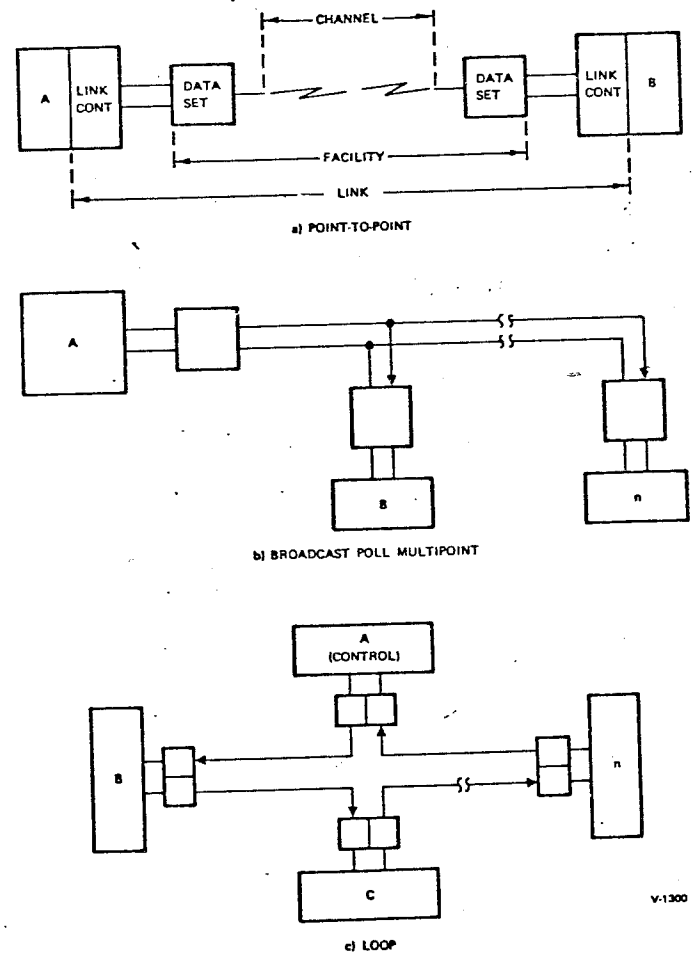 CHANNEL
A
LINK
CONT
DATA
SET
DATA
SET
LINK
CONT
B
FACILITY
LINK
a) POINT-TO-POINT
A
B
n
b) BROADCAST POLL MULTIPOINT
A
(CONTROL)
B
n
C
V-1300
c) LOOP